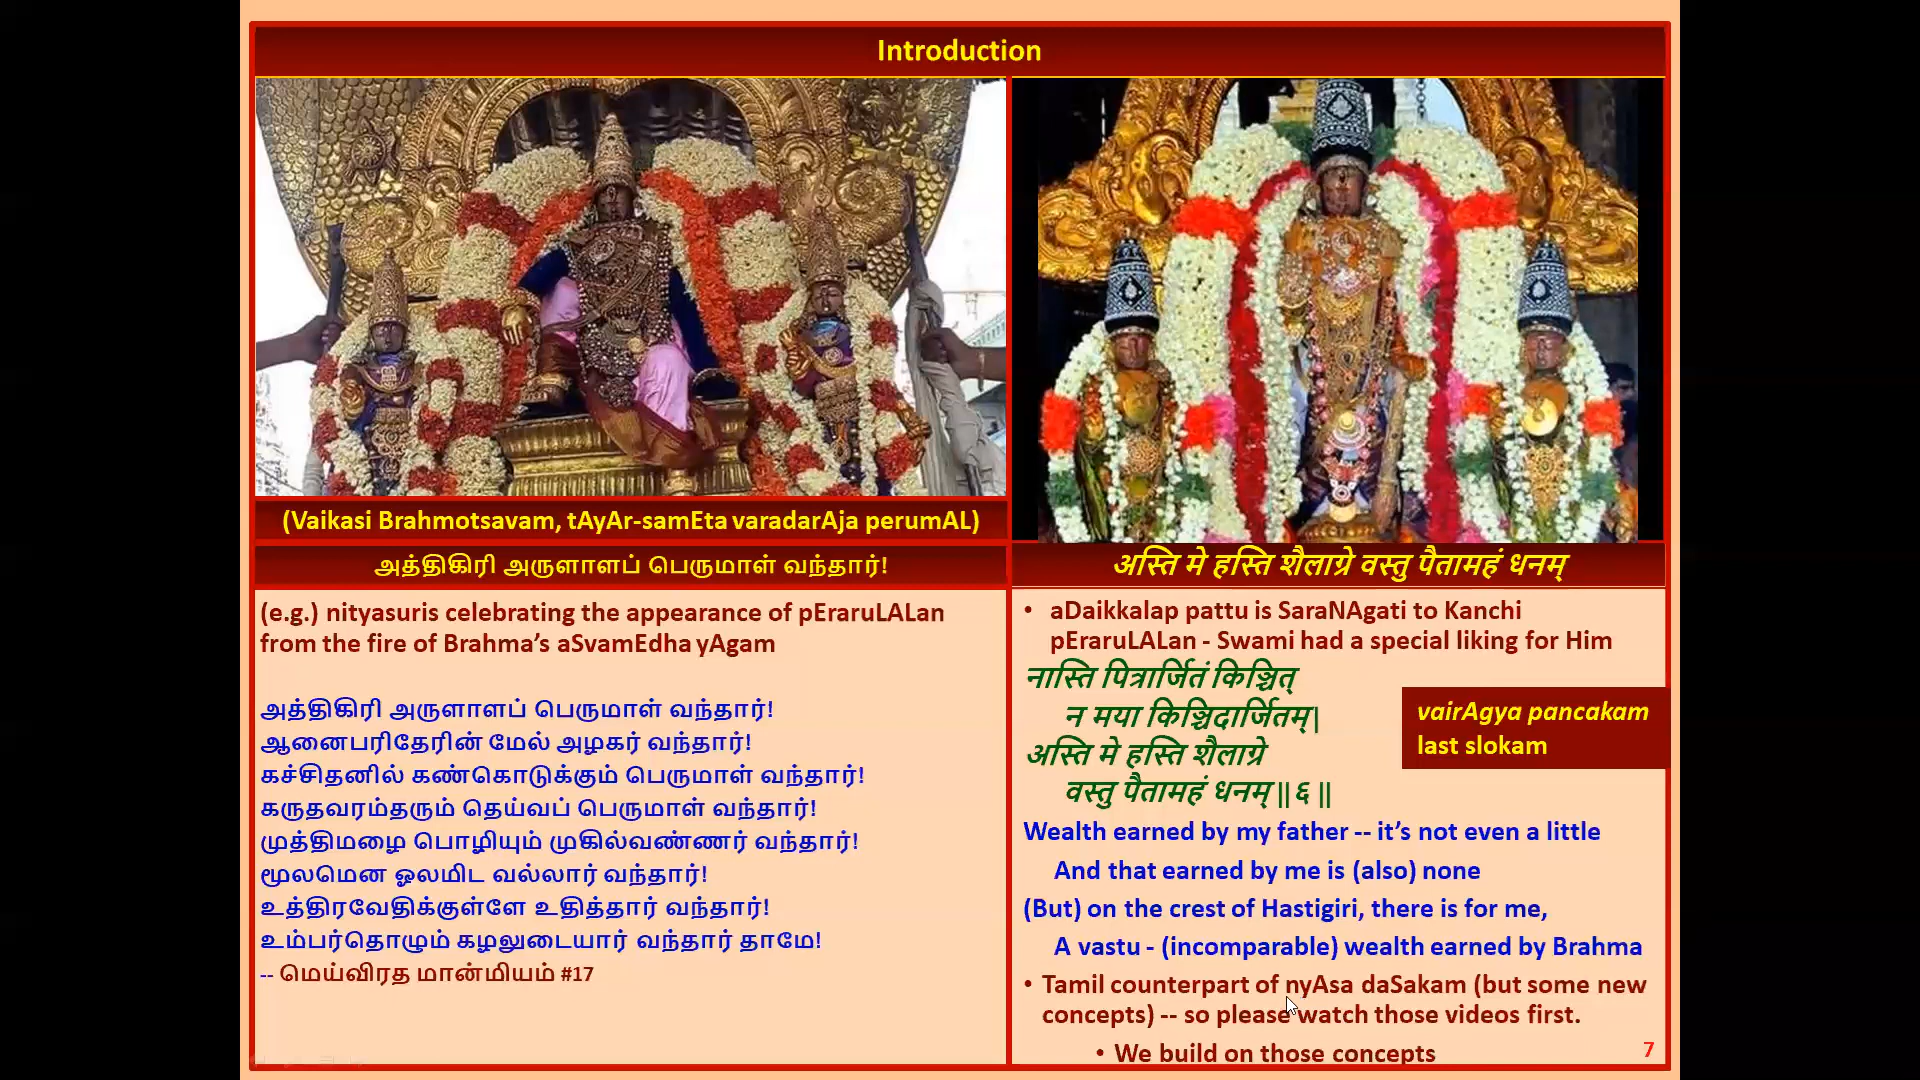 Introduction
(Vaikasi Brahmotsavam, tAyAr-samEta varadarAja perumAL)
அத்திகிரி அருளாளப் பெருமாள் வந்தார்!
(e.g.) nityasuris celebrating the appearance of pEraruLALan
from the fire of Brahma’s aSvamEdha yAgam
அத்திகிரி அருளாளப் பெருமாள் வந்தார்!
ஆனைபரிதேரின் மேல் அழகர் வந்தார்!
கச்சிதனில் கண்கொடுக்கும் பெருமாள் வந்தார்!
கருதவரம்தரும் தெய்வப் பெருமாள் வந்தார்!
முத்திமழை பொழியும் முகில்வண்ணர் வந்தார்!
மூலமென ஓலமிட வல்லார் வந்தார்!
உத்திரவேதிக்குள்ளே உதித்தார் வந்தார்!
உம்பர்தொழும் கழலுடையார் வந்தார் தாமே!
-- மெய்விரத மான்மியம் #17
अस्ति मे हस्ति शैलाग्रे वस्तु पैतामहं धनम्
• aDaikkalap pattu is SaraNAgati to Kanchi
pEraruLALan - Swami had a special liking for Him
नास्ति पित्रार्जितं किञ्चित्
न मया किञ्चिदार्जितम्|
अस्ति मे हस्ति शैलाग्रे
वस्तु पैतामहं धनम् || ६ ||
vairAgya pancakam
last slokam
Wealth earned by my father -- it’s not even a little
And that earned by me is (also) none
(But) on the crest of Hastigiri, there is for me,
A vastu - (incomparable) wealth earned by Brahma
• Tamil counterpart of nyAsa daSakam (but some new
concepts) -- so please watch those videos first.
• We build on those concepts
7